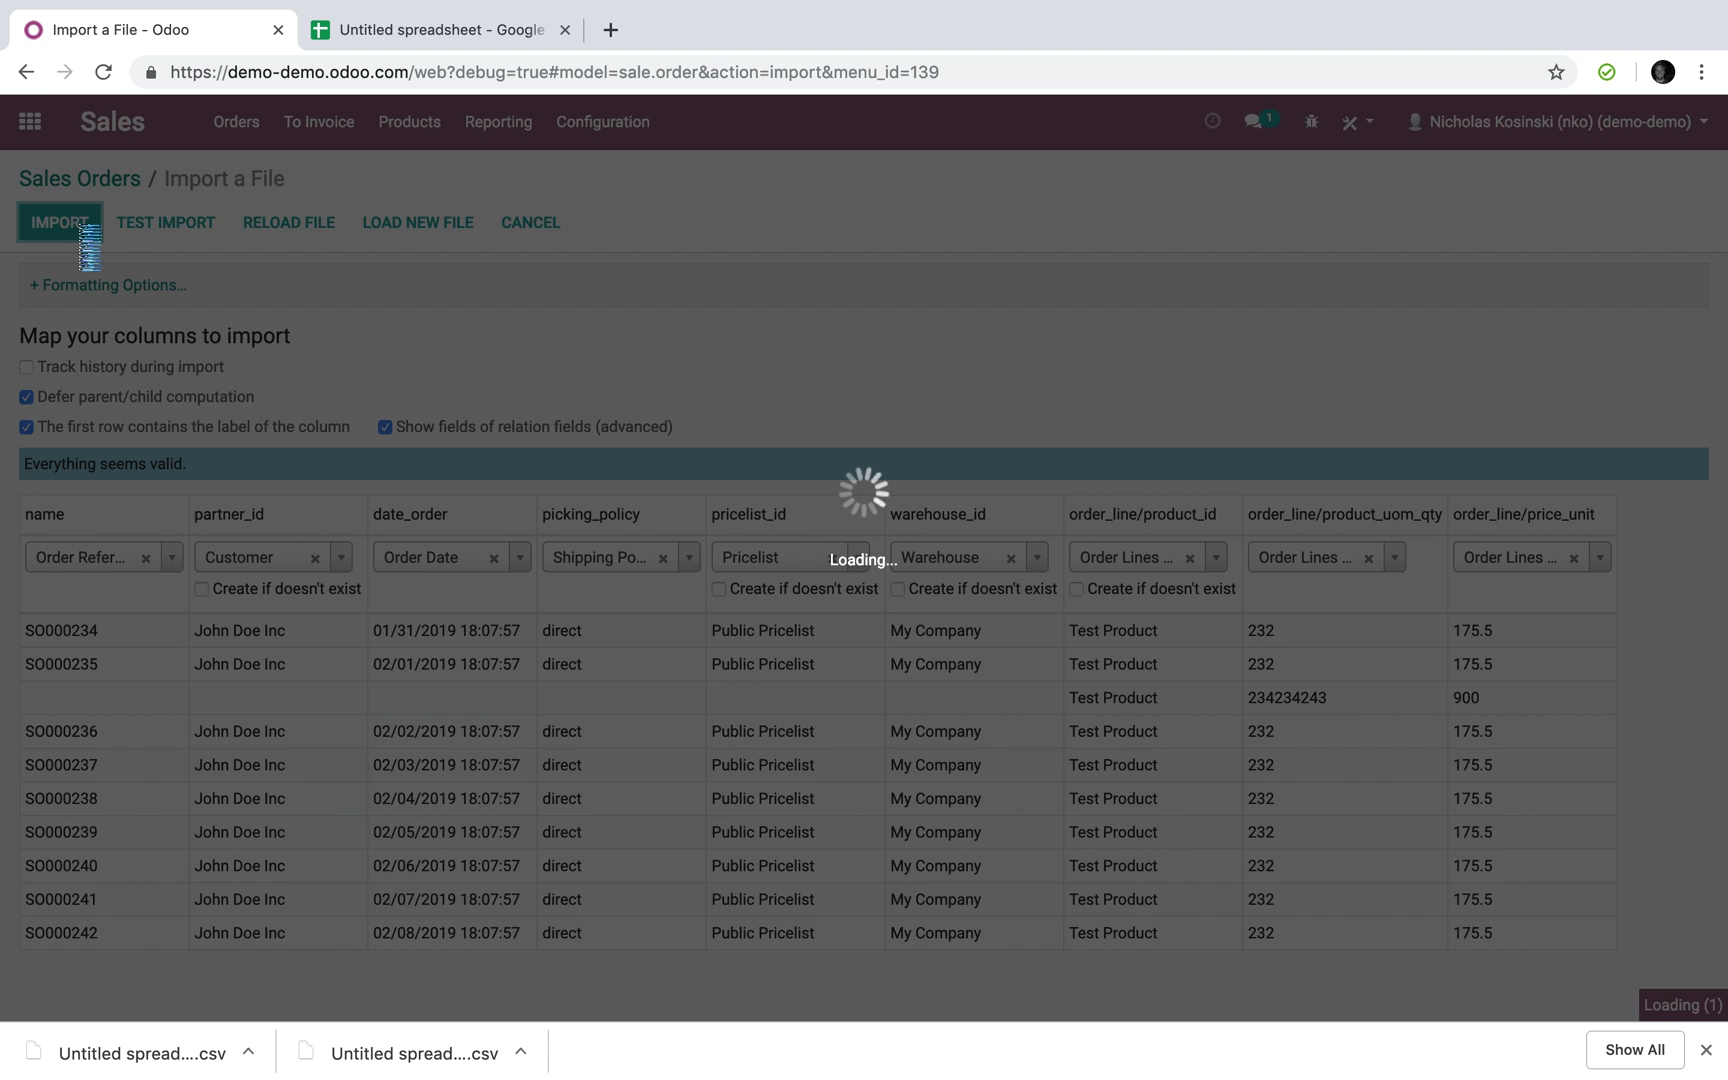 Import a File - Odoo
Untitled spreadsheet - Google
https://demo-demo.odoo.com/web?debug=true#model=sale.order&action=import&menu_id=139
Sales Orders To Invoice Products Reporting Configuration 1 Nicholas Kosinski (nko) (demo-demo)
Sales Orders / Import a File
IMPORT TEST IMPORT RELOAD FILE LOAD NEW FILE CANCEL
+ Formatting Options...
Map your columns to import
Track history during import
Defer parent/child computation
The first row contains the label of the column Show fields of relation fields (advanced)
Everything seems valid.
name partner_id date_order picking_policy pricelist_id warehouse_id order_line/product_id order_line/product_uom_qty order_line/price_unit
Order Refer... Customer Order Date Shipping Po... Pricelist Warehouse Order Lines ... Order Lines ... Order Lines ...
Loading...
Create if doesn't exist Create if doesn't exist Create if doesn't exist Create if doesn't exist
SO000234 John Doe Inc 01/31/2019 18:07:57 direct Public Pricelist My Company Test Product 232 175.5
SO000235 John Doe Inc 02/01/2019 18:07:57 direct Public Pricelist My Company Test Product 232 175.5
Test Product 234234243 900
SO000236 John Doe Inc 02/02/2019 18:07:57 direct Public Pricelist My Company Test Product 232 175.5
SO000237 John Doe Inc 02/03/2019 18:07:57 direct Public Pricelist My Company Test Product 232 175.5
SO000238 John Doe Inc 02/04/2019 18:07:57 direct Public Pricelist My Company Test Product 232 175.5
SO000239 John Doe Inc 02/05/2019 18:07:57 direct Public Pricelist My Company Test Product 232 175.5
SO000240 John Doe Inc 02/06/2019 18:07:57 direct Public Pricelist My Company Test Product 232 175.5
SO000241 John Doe Inc 02/07/2019 18:07:57 direct Public Pricelist My Company Test Product 232 175.5
SO000242 John Doe Inc 02/08/2019 18:07:57 direct Public Pricelist My Company Test Product 232 175.5
Loading (1)
Untitled spread....csv Untitled spread....csv Show All